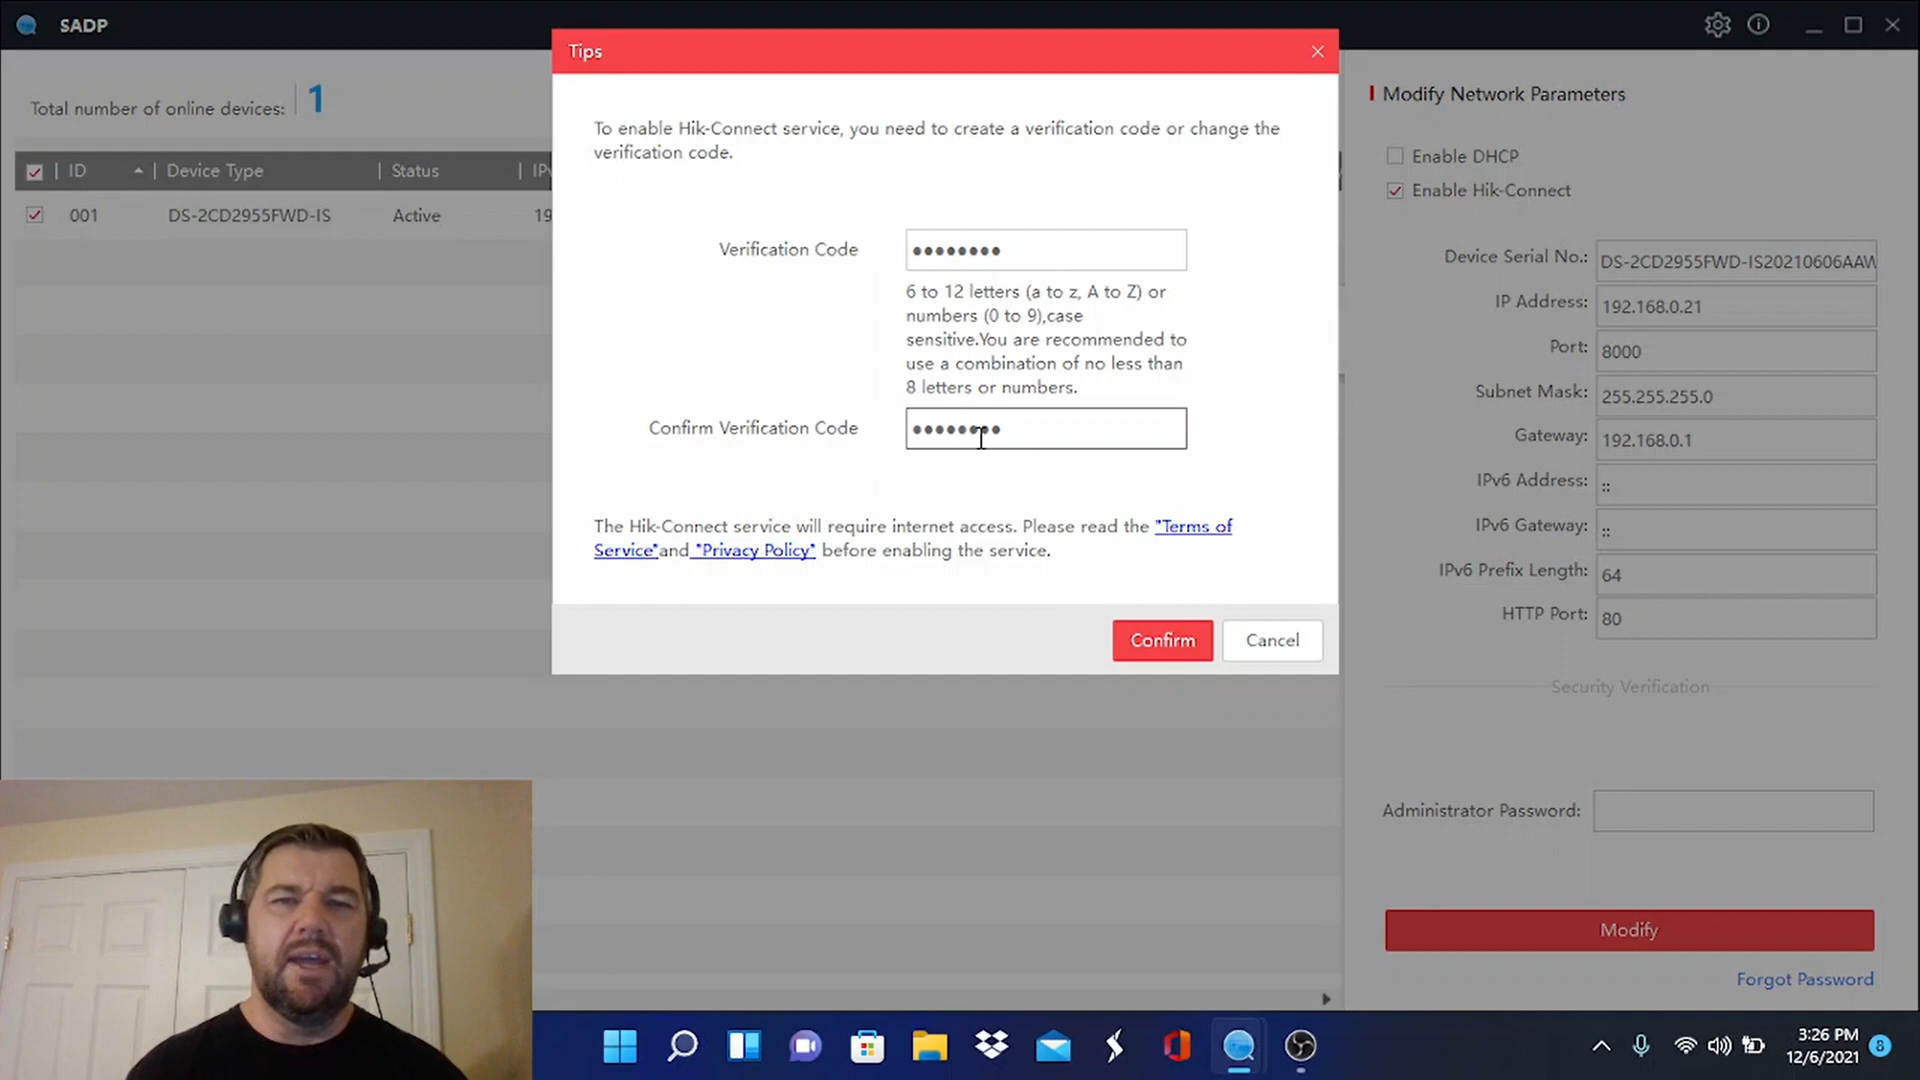 SADP
Tips
Total number of online devices: 1
ID
Device Type
Status
IPv
001
DS-2CD2955FWD-IS
Active
19
To enable Hik-Connect service, you need to create a verification code or change the
verification code.
Verification Code
6 to 12 letters (a to z, A to Z) or
numbers (0 to 9),case
sensitive.You are recommended to
use a combination of no less than
8 letters or numbers.
Confirm Verification Code
The Hik-Connect service will require internet access. Please read the "Terms of
Service"and "Privacy Policy" before enabling the service.
Confirm
Cancel
Modify Network Parameters
Enable DHCP
Enable Hik-Connect
Device Serial No.: DS-2CD2955FWD-IS20210606AAW
IP Address: 192.168.0.21
Port: 8000
Subnet Mask: 255.255.255.0
Gateway: 192.168.0.1
IPv6 Address: ::
IPv6 Gateway: ::
IPv6 Prefix Length: 64
HTTP Port: 80
Security Verification
Administrator Password:
Modify
Forgot Password
3:26 PM
12/6/2021
8